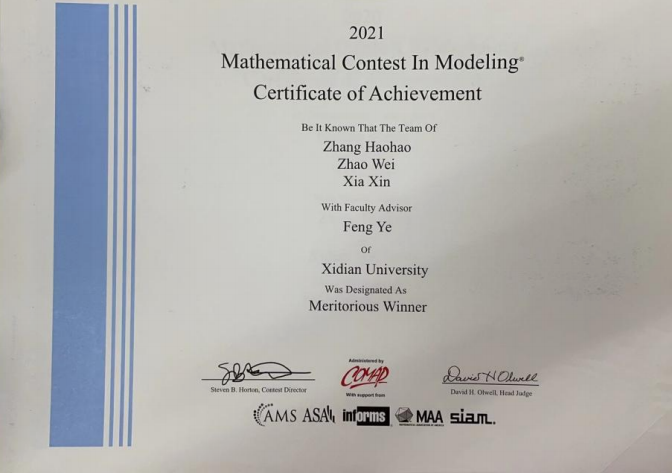 2021
Mathematical Contest In Modeling®
Certificate of Achievement
Be It Known That The Team Of
Zhang Haohao
Zhao Wei
Xia Xin
With Faculty Advisor
Feng Ye
Of
Xidian University
Was Designated As
Meritorious Winner
Administered by
COMAP
With support from
Steven B. Horton, Contest Director
David H Olwell
David H. Olwell, Head Judge
AMS ASA informs MAA siam.